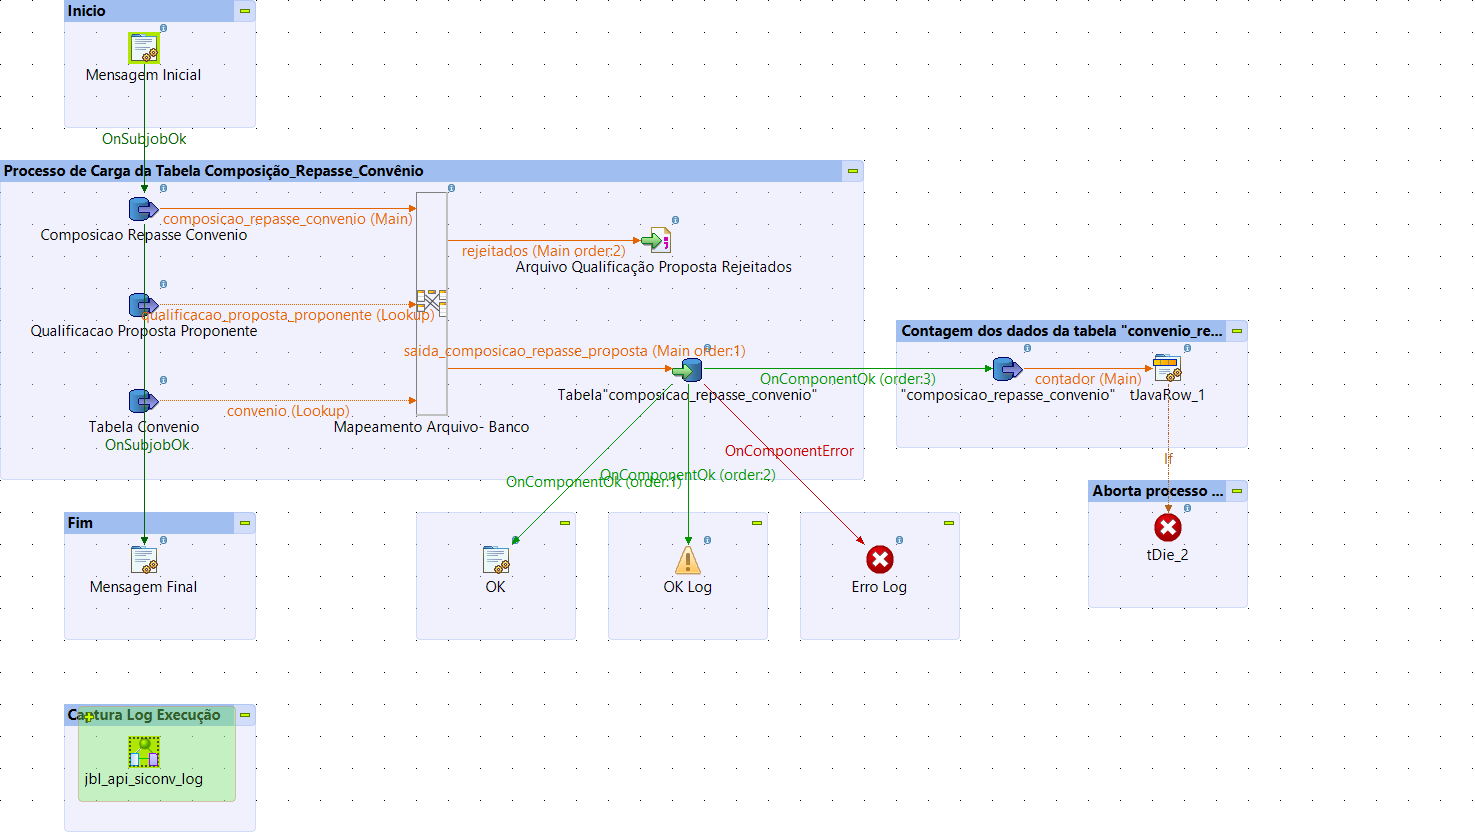 Inicio
Mensagem Inicial
OnSubjobOk
Processo de Carga da Tabela Composição_Repasse_Convênio
composicao_repasse_convenio (Main)
Composicao Repasse Convenio
rejeitados (Main order:2)
Arquivo Qualificação Proposta Rejeitados
qualificacao_proposta_proponente (Lookup)
Qualificacao Proposta Proponente
saida_composicao_repasse_proposta (Main order:1)
Tabela"composicao_repasse_convenio"
convenio (Lookup)
Tabela Convenio
Mapeamento Arquivo- Banco
OnSubjobOk
Contagem dos dados da tabela "convenio_re...
OnComponentOk (order:3)
contador (Main)
"composicao_repasse_convenio"
tJavaRow_1
OnComponentError
OnComponentOk (order:2)
OnComponentOk (order:1)
If
Aborta processo ...
tDie_2
Fim
Mensagem Final
OK
OK Log
Erro Log
Captura Log Execução
jbl_api_siconv_log